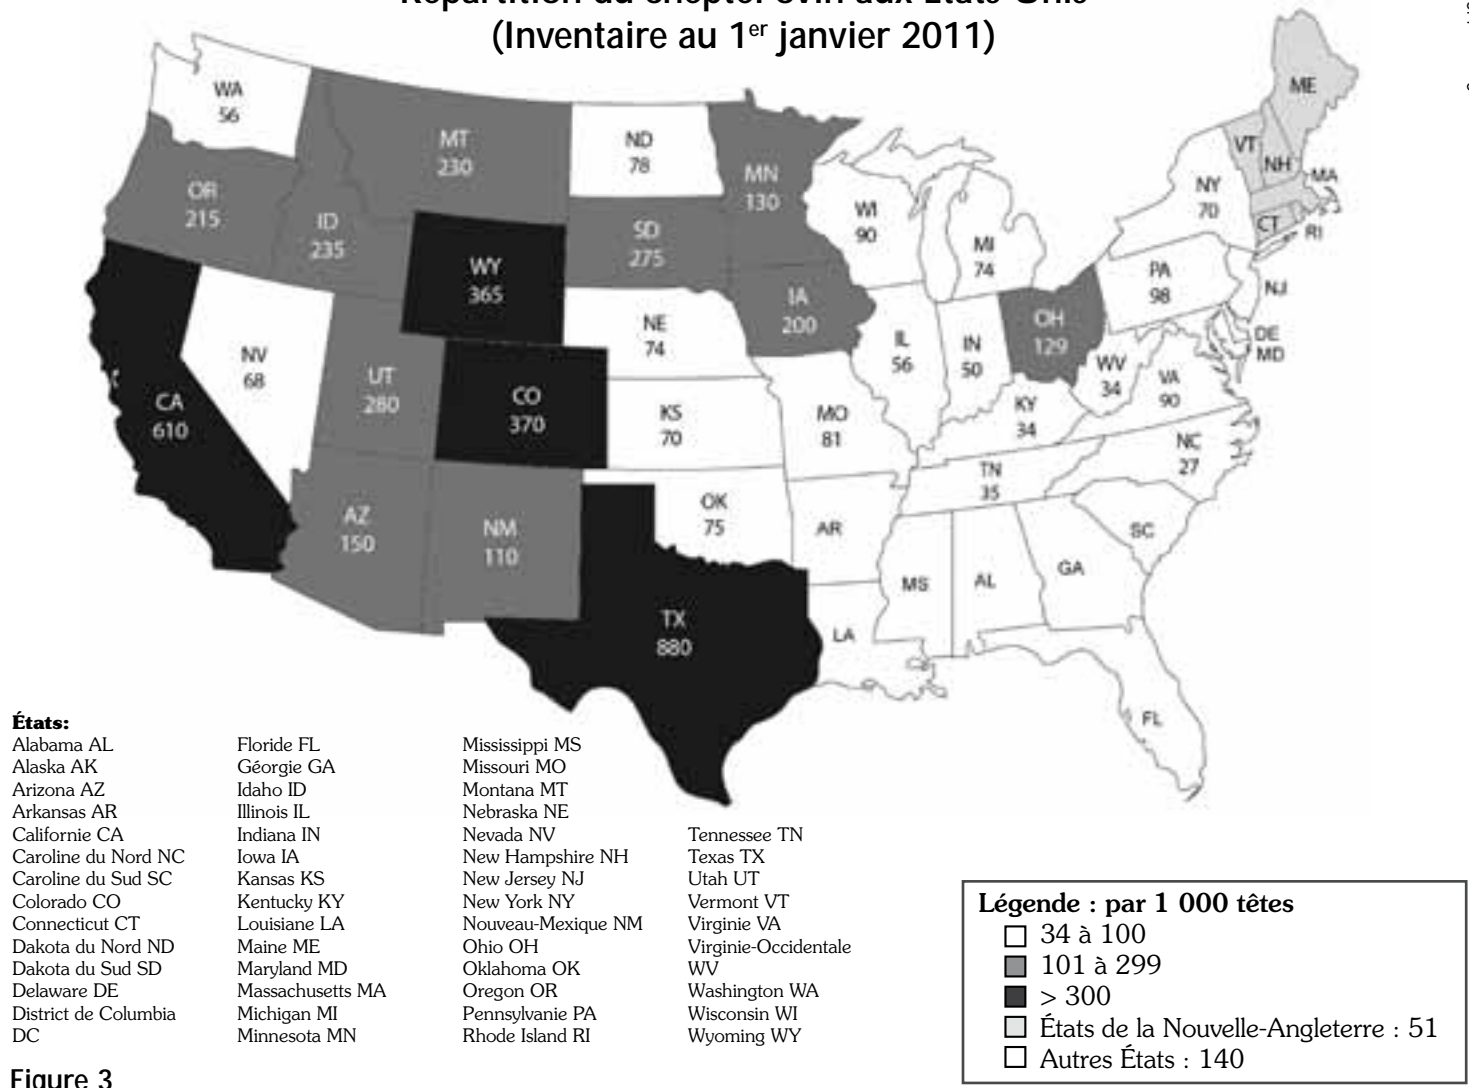 Répartition du cheptel ovin aux États-Unis
(Inventaire au 1er janvier 2011)
WA
56
OR
215
ID
235
MT
230
ND
78
MN
130
WI
90
MI
74
NY
70
VT
NH
ME
MA
CT
RI
WY
365
SD
275
IA
200
NE
74
IL
56
IN
50
OH
129
PA
98
NJ
DE
MD
WV
34
VA
90
CA
610
NV
68
UT
280
CO
370
KS
70
MO
81
KY
34
NC
27
TN
35
AZ
150
NM
110
OK
75
AR
SC
MS
AL
GA
LA
TX
880
FL
États:
Alabama AL
Alaska AK
Arizona AZ
Arkansas AR
Californie CA
Caroline du Nord NC
Caroline du Sud SC
Colorado CO
Connecticut CT
Dakota du Nord ND
Dakota du Sud SD
Delaware DE
District de Columbia
DC
Floride FL
Géorgie GA
Idaho ID
Illinois IL
Indiana IN
Iowa IA
Kansas KS
Kentucky KY
Louisiane LA
Maine ME
Maryland MD
Massachusetts MA
Michigan MI
Minnesota MN
Mississippi MS
Missouri MO
Montana MT
Nebraska NE
Nevada NV
New Hampshire NH
New Jersey NJ
New York NY
Nouveau-Mexique NM
Ohio OH
Oklahoma OK
Oregon OR
Pennsylvanie PA
Rhode Island RI
Tennessee TN
Texas TX
Utah UT
Vermont VT
Virginie VA
Virginie-Occidentale
WV
Washington WA
Wisconsin WI
Wyoming WY
Légende : par 1 000 têtes
34 à 100
101 à 299
> 300
États de la Nouvelle-Angleterre : 51
Autres États : 140
Figure 3